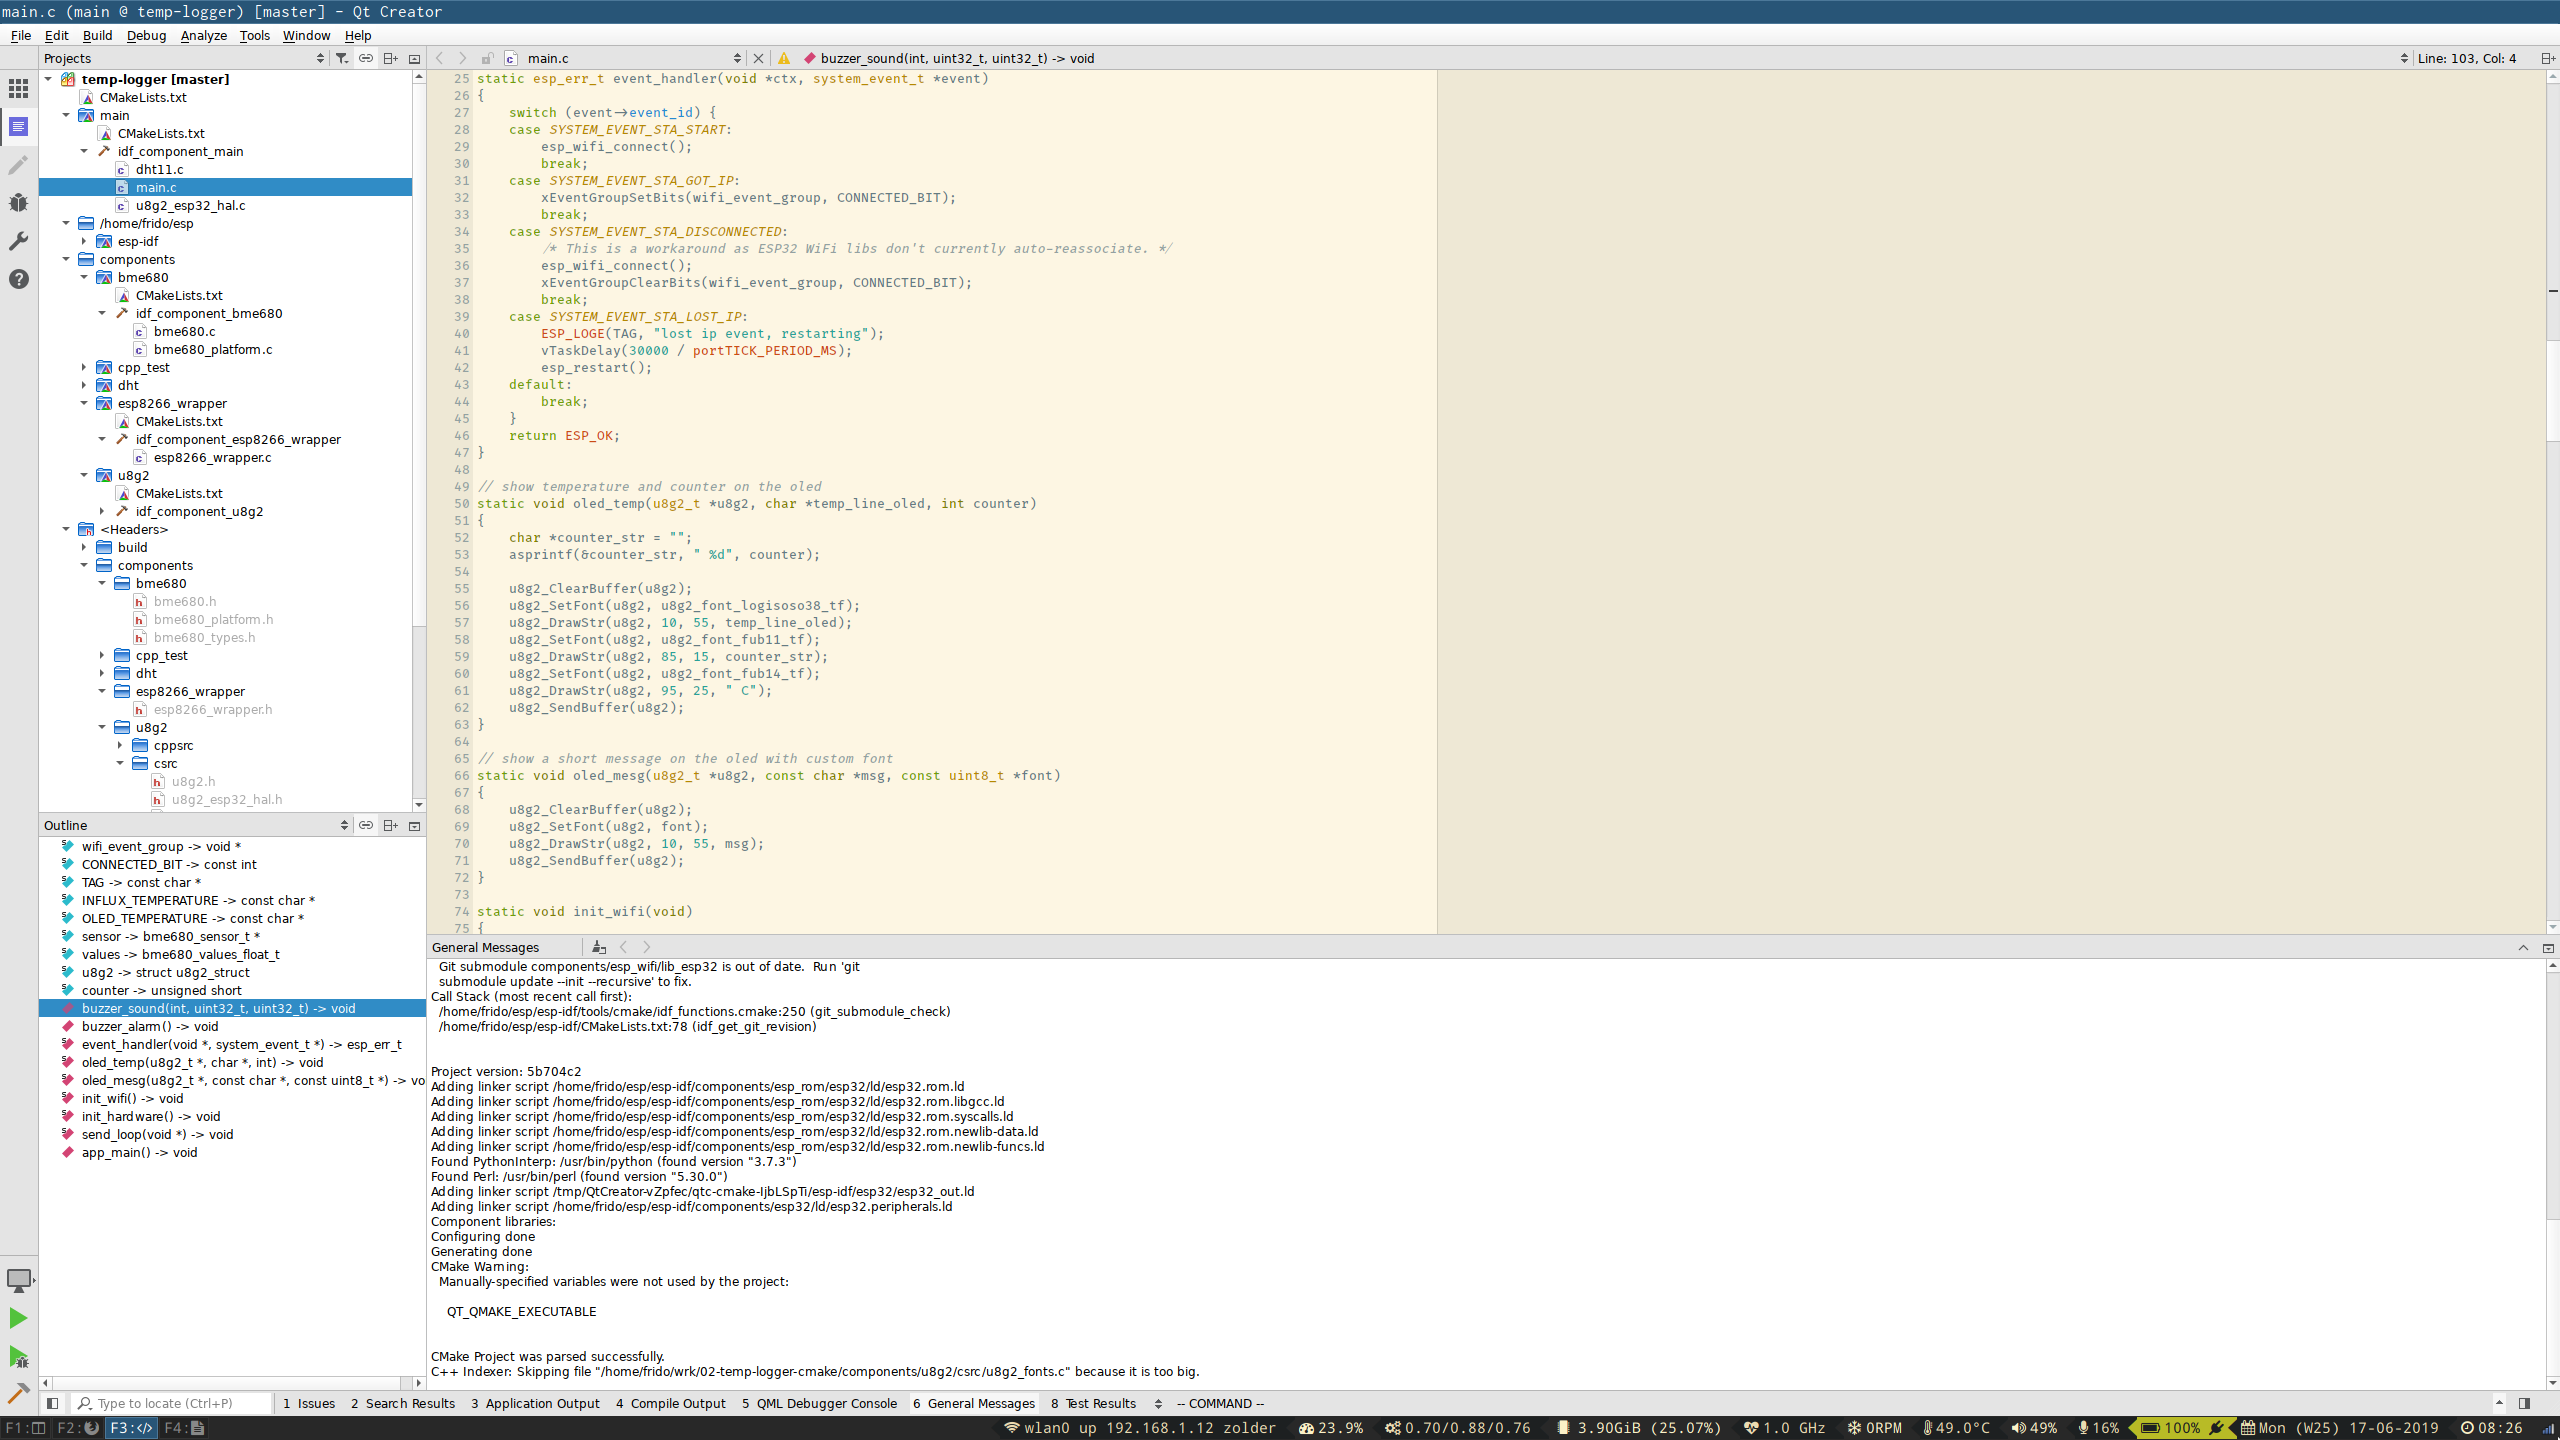 main.c (main @ temp-logger) [master] - Qt Creator
File Edit Build Debug Analyze Tools Window Help
Projects
main.c
buzzer_sound(int, uint32_t, uint32_t) -> void
Line: 103, Col: 4
temp-logger [master]
CMakeLists.txt
main
CMakeLists.txt
idf_component_main
dht11.c
main.c
u8g2_esp32_hal.c
/home/frido/esp
esp-idf
components
bme680
CMakeLists.txt
idf_component_bme680
bme680.c
bme680_platform.c
cpp_test
dht
esp8266_wrapper
CMakeLists.txt
idf_component_esp8266_wrapper
esp8266_wrapper.c
u8g2
CMakeLists.txt
idf_component_u8g2
<Headers>
build
components
bme680
bme680.h
bme680_platform.h
bme680_types.h
cpp_test
dht
esp8266_wrapper
esp8266_wrapper.h
u8g2
cppsrc
csrc
u8g2.h
u8g2_esp32_hal.h
Outline
wifi_event_group -> void *
CONNECTED_BIT -> const int
TAG -> const char *
INFLUX_TEMPERATURE -> const char *
OLED_TEMPERATURE -> const char *
sensor -> bme680_sensor_t *
values -> bme680_values_float_t
u8g2 -> struct u8g2_struct
counter -> unsigned short
buzzer_sound(int, uint32_t, uint32_t) -> void
buzzer_alarm() -> void
event_handler(void *, system_event_t *) -> esp_err_t
oled_temp(u8g2_t *, char *, int) -> void
oled_mesg(u8g2_t *, const char *, const uint8_t *) -> vo
init_wifi() -> void
init_hardware() -> void
send_loop(void *) -> void
app_main() -> void
25 static esp_err_t event_handler(void *ctx, system_event_t *event)
26 {
27     switch (event->event_id) {
28     case SYSTEM_EVENT_STA_START:
29         esp_wifi_connect();
30         break;
31     case SYSTEM_EVENT_STA_GOT_IP:
32         xEventGroupSetBits(wifi_event_group, CONNECTED_BIT);
33         break;
34     case SYSTEM_EVENT_STA_DISCONNECTED:
35         /* This is a workaround as ESP32 WiFi libs don't currently auto-reassociate. */
36         esp_wifi_connect();
37         xEventGroupClearBits(wifi_event_group, CONNECTED_BIT);
38         break;
39     case SYSTEM_EVENT_STA_LOST_IP:
40         ESP_LOGE(TAG, "lost ip event, restarting");
41         vTaskDelay(30000 / portTICK_PERIOD_MS);
42         esp_restart();
43     default:
44         break;
45     }
46     return ESP_OK;
47 }
48
49 // show temperature and counter on the oled
50 static void oled_temp(u8g2_t *u8g2, char *temp_line_oled, int counter)
51 {
52     char *counter_str = "";
53     asprintf(&counter_str, " %d", counter);
54
55     u8g2_ClearBuffer(u8g2);
56     u8g2_SetFont(u8g2, u8g2_font_logisoso38_tf);
57     u8g2_DrawStr(u8g2, 10, 55, temp_line_oled);
58     u8g2_SetFont(u8g2, u8g2_font_fub11_tf);
59     u8g2_DrawStr(u8g2, 85, 15, counter_str);
60     u8g2_SetFont(u8g2, u8g2_font_fub14_tf);
61     u8g2_DrawStr(u8g2, 95, 25, " C");
62     u8g2_SendBuffer(u8g2);
63 }
64
65 // show a short message on the oled with custom font
66 static void oled_mesg(u8g2_t *u8g2, const char *msg, const uint8_t *font)
67 {
68     u8g2_ClearBuffer(u8g2);
69     u8g2_SetFont(u8g2, font);
70     u8g2_DrawStr(u8g2, 10, 55, msg);
71     u8g2_SendBuffer(u8g2);
72 }
73
74 static void init_wifi(void)
75 {
General Messages
Git submodule components/esp_wifi/lib_esp32 is out of date.  Run 'git
submodule update --init --recursive' to fix.
Call Stack (most recent call first):
/home/frido/esp/esp-idf/tools/cmake/idf_functions.cmake:250 (git_submodule_check)
/home/frido/esp/esp-idf/CMakeLists.txt:78 (idf_get_git_revision)
Project version: 5b704c2
Adding linker script /home/frido/esp/esp-idf/components/esp_rom/esp32/ld/esp32.rom.ld
Adding linker script /home/frido/esp/esp-idf/components/esp_rom/esp32/ld/esp32.rom.libgcc.ld
Adding linker script /home/frido/esp/esp-idf/components/esp_rom/esp32/ld/esp32.rom.syscalls.ld
Adding linker script /home/frido/esp/esp-idf/components/esp_rom/esp32/ld/esp32.rom.newlib-data.ld
Adding linker script /home/frido/esp/esp-idf/components/esp_rom/esp32/ld/esp32.rom.newlib-funcs.ld
Found PythonInterp: /usr/bin/python (found version "3.7.3")
Found Perl: /usr/bin/perl (found version "5.30.0")
Adding linker script /tmp/QtCreator-vZpfec/qtc-cmake-IjbLSpTi/esp-idf/esp32/esp32_out.ld
Adding linker script /home/frido/esp/esp-idf/components/esp32/ld/esp32.peripherals.ld
Component libraries:
Configuring done
Generating done
CMake Warning:
Manually-specified variables were not used by the project:
QT_QMAKE_EXECUTABLE
CMake Project was parsed successfully.
C++ Indexer: Skipping file "/home/frido/wrk/02-temp-logger-cmake/components/u8g2/csrc/u8g2_fonts.c" because it is too big.
Type to locate (Ctrl+P) 1 Issues 2 Search Results 3 Application Output 4 Compile Output 5 QML Debugger Console 6 General Messages 8 Test Results -- COMMAND --
F1: F2: F3: F4: wlan0 up 192.168.1.12 zolder 23.9% 0.70/0.88/0.76 3.90GiB (25.07%) 1.0 GHz 0RPM 49.0°C 49% 16% 100% Mon (W25) 17-06-2019 08:26